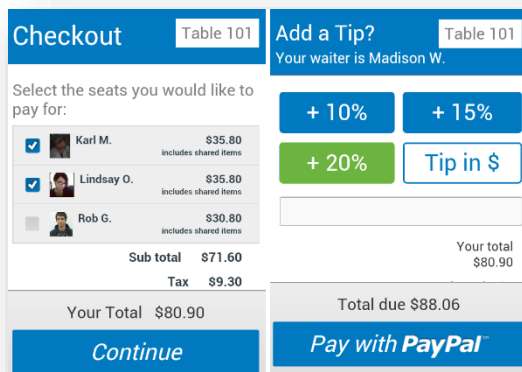 Checkout
Table 101
Select the seats you would like to
pay for:
Karl M.
$35.80
includes shared items
Lindsay O.
$35.80
includes shared items
Rob G.
$30.80
includes shared items
Sub total $71.60
Tax $9.30
Your Total $80.90
Continue
Add a Tip?
Table 101
Your waiter is Madison W.
+ 10%
+ 15%
+ 20%
Tip in $
Your total
$80.90
Total due $88.06
Pay with PayPal